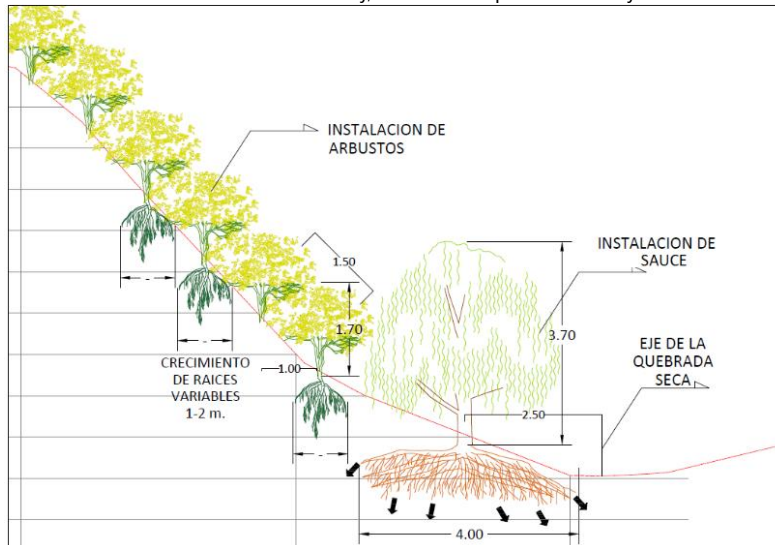 INSTALACION DE
ARBUSTOS
INSTALACION DE
SAUCE
1.50
1.70
3.70
EJE DE LA
QUEBRADA
SECA
CRECIMIENTO
DE RAICES
VARIABLES
1-2 m.
1.00
2.50
4.00